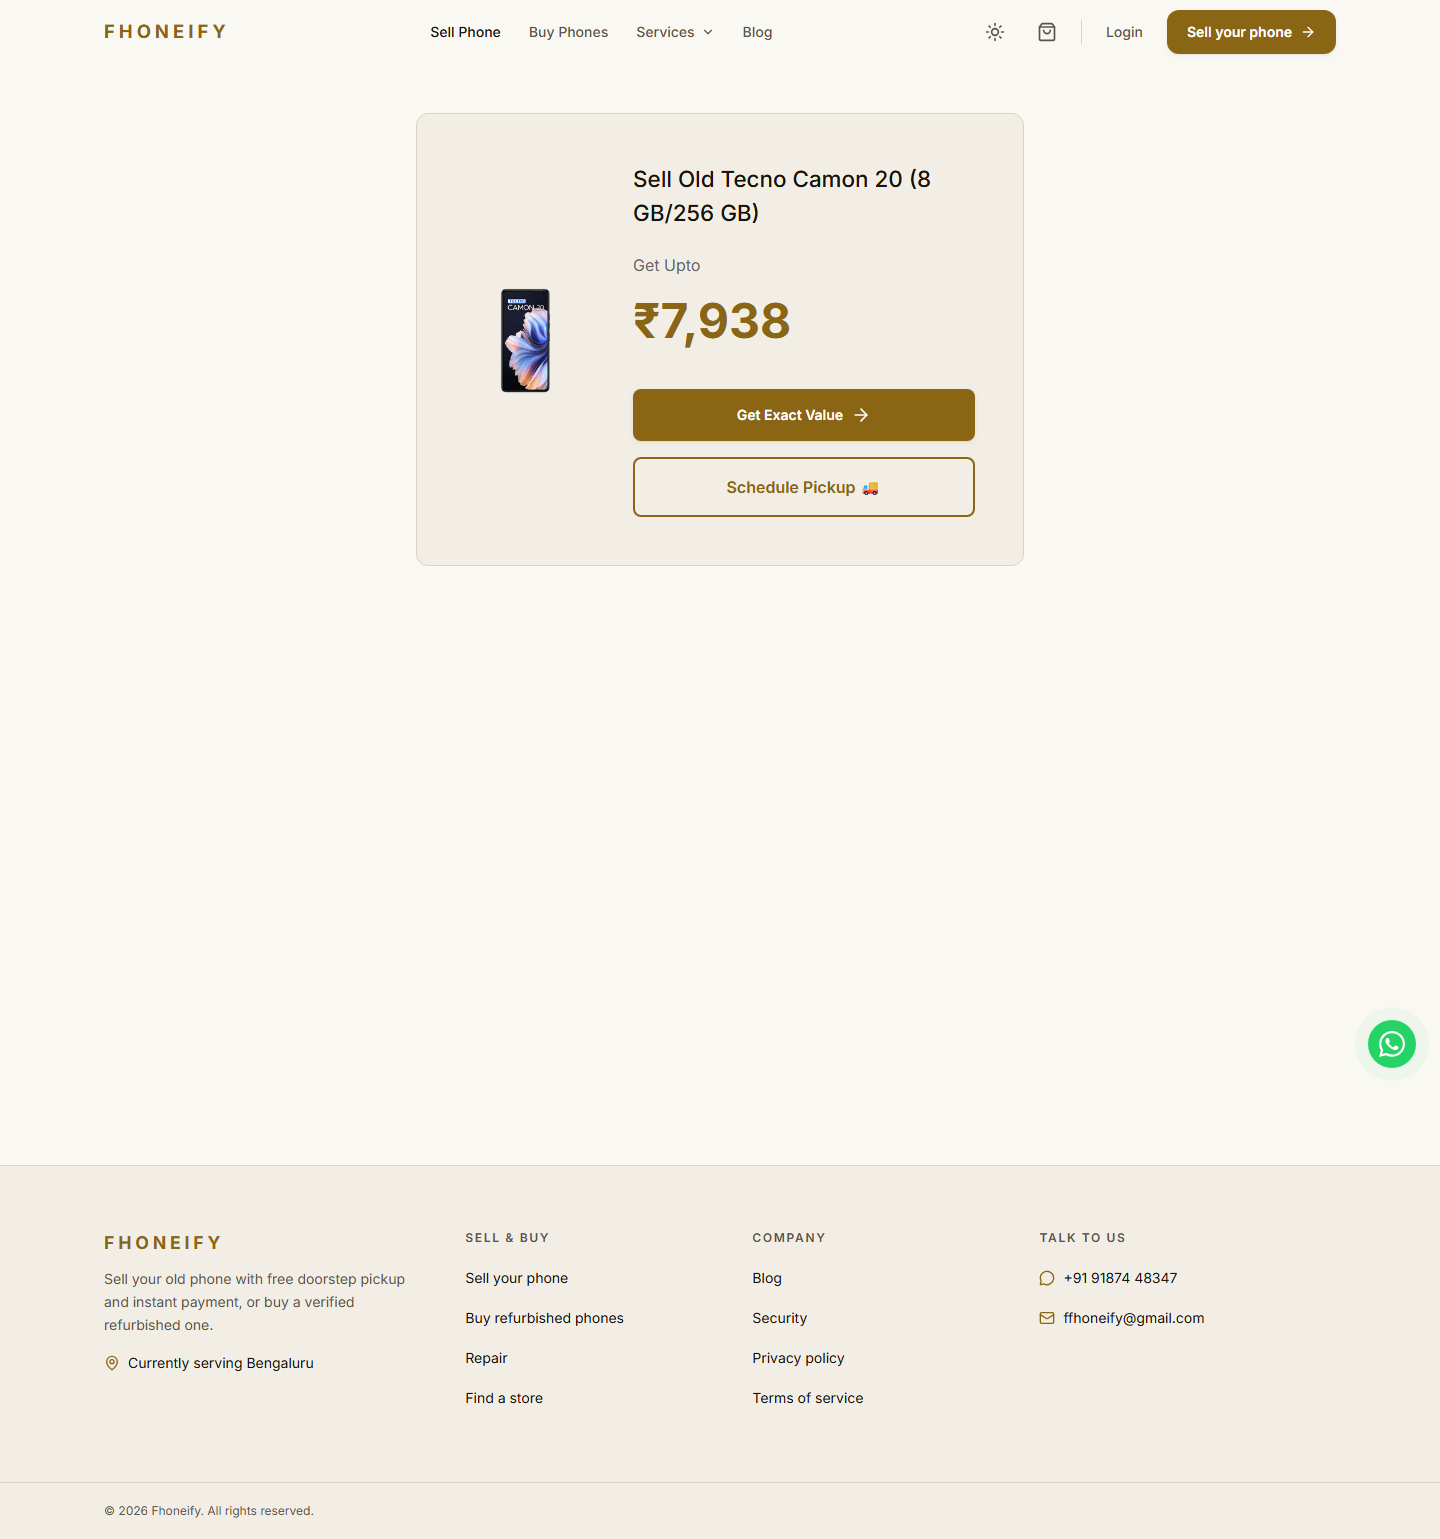 FHONEIFY
Sell Phone
Buy Phones
Services
Blog
Login
Sell your phone
Sell Old Tecno Camon 20 (8
GB/256 GB)
Get Upto
₹7,938
TECNO
CAMON 20
Get Exact Value
Schedule Pickup 🚚
FHONEIFY
Sell your old phone with free doorstep pickup
and instant payment, or buy a verified
refurbished one.
Currently serving Bengaluru
SELL & BUY
Sell your phone
Buy refurbished phones
Repair
Find a store
COMPANY
Blog
Security
Privacy policy
Terms of service
TALK TO US
+91 91874 48347
ffhoneify@gmail.com
© 2026 Fhoneify. All rights reserved.